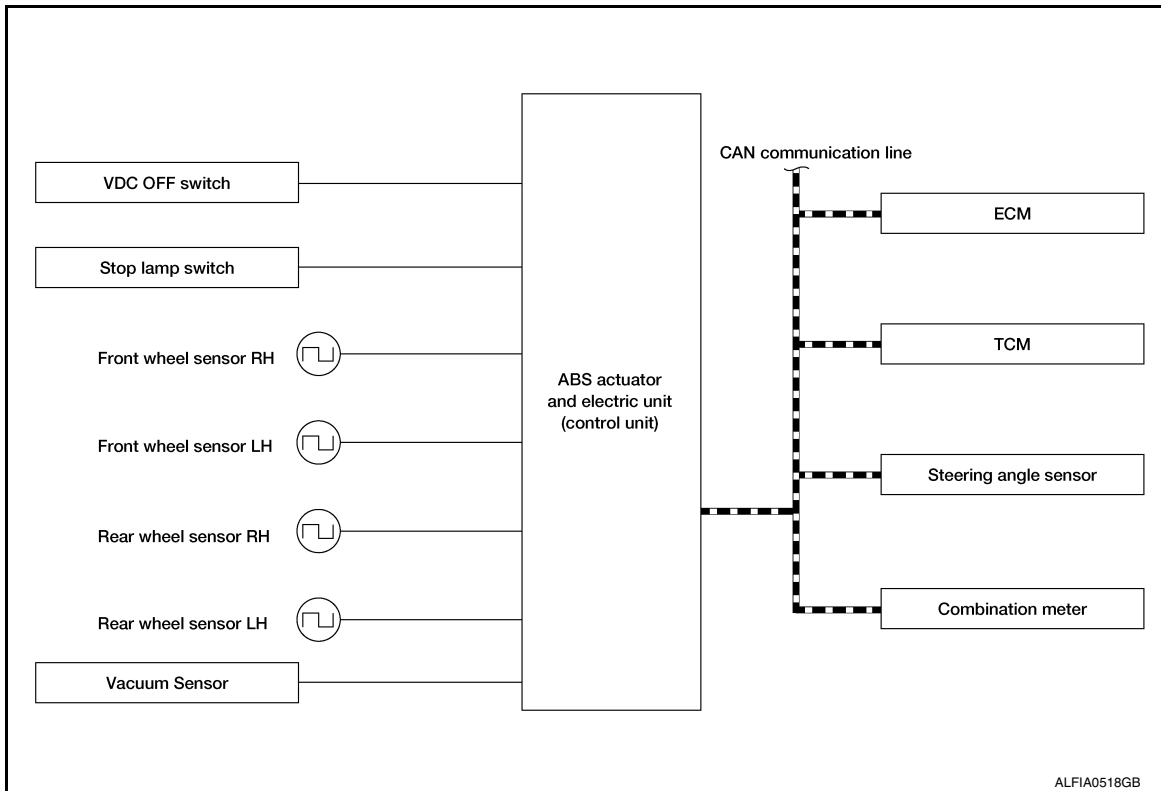 VDC OFF switch
Stop lamp switch
Front wheel sensor RH
Front wheel sensor LH
Rear wheel sensor RH
Rear wheel sensor LH
Vacuum Sensor
ABS actuator
and electric unit
(control unit)
CAN communication line
ECM
TCM
Steering angle sensor
Combination meter
ALFIA0518GB